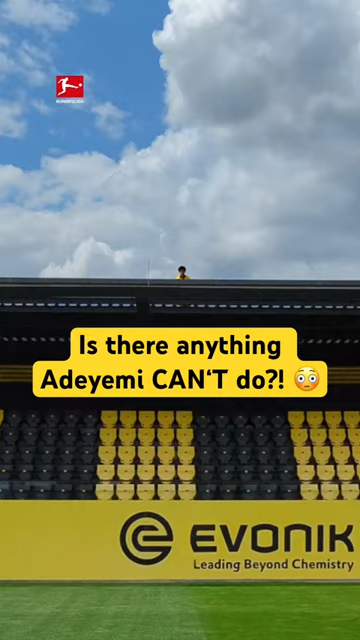 BUNDESLIGA
Is there anything
Adeyemi CAN‘T do?! 😳
EVONIK
Leading Beyond Chemistry